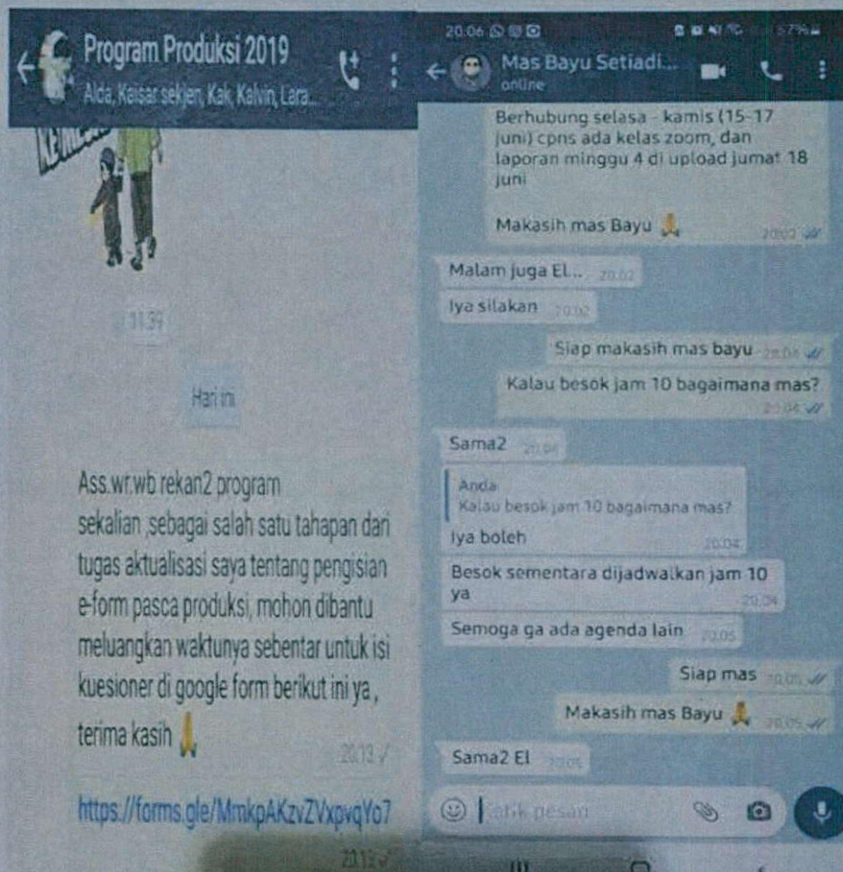 Program Produksi 2019
Alda, Kaisar sekjen, Kak, Kalvin, Lara...
11.39
Hari ini
Ass.wr.wb rekan2 program
sekalian ,sebagai salah satu tahapan dari
tugas aktualisasi saya tentang pengisian
e-form pasca produksi, mohon dibantu
meluangkan waktunya sebentar untuk isi
kuesioner di google form berikut ini ya ,
terima kasih 🙏
20.13
https://forms.gle/MmkpAKzvZVxpvqYo7
20.13
20.06
57%
Mas Bayu Setiadi...
online
Berhubung selasa - kamis (15-17
juni) cpns ada kelas zoom, dan
laporan minggu 4 di upload jumat 18
juni
Makasih mas Bayu 🙏
20.02
Malam juga El... 20.02
Iya silakan 20.02
Siap makasih mas bayu 20.04
Kalau besok jam 10 bagaimana mas?
20.04
Sama2 20.04
Anda
Kalau besok jam 10 bagaimana mas?
Iya boleh 20.04
Besok sementara dijadwalkan jam 10
ya 20.04
Semoga ga ada agenda lain 20.05
Siap mas 20.05
Makasih mas Bayu 🙏 20.05
Sama2 El 20.05
Ketik pesan